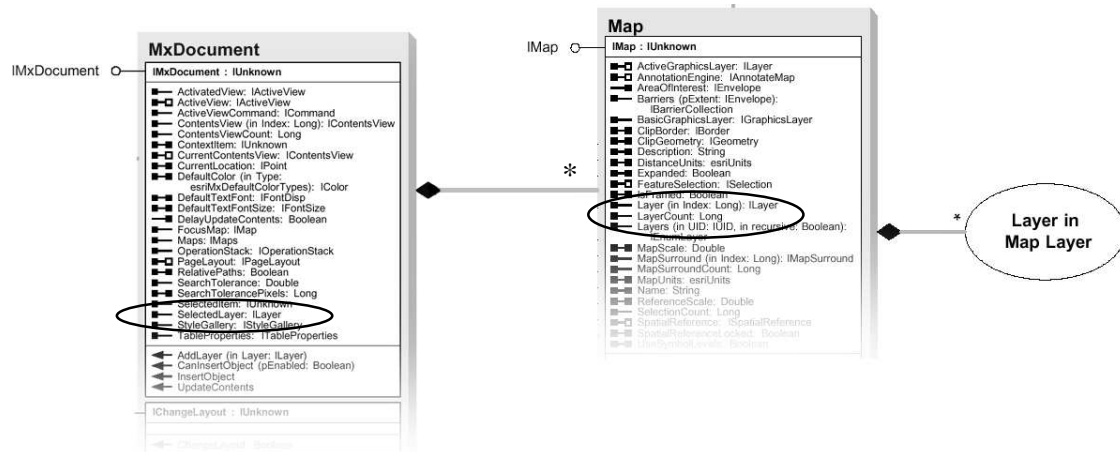 MxDocument
IMxDocument
IMxDocument : IUnknown
ActivatedView: IActiveView
ActiveView: IActiveView
ActiveViewCommand: ICommand
ContentsView (in Index: Long): IContentsView
ContentsViewCount: Long
ContextItem: IUnknown
CurrentContentsView: IContentsView
CurrentLocation: IPoint
DefaultColor (in Type:
esriMxDefaultColorTypes): IColor
DefaultTextFont: IFontDisp
DefaultTextFontSize: IFontSize
DelayUpdateContents: Boolean
FocusMap: IMap
Maps: IMaps
OperationStack: IOperationStack
PageLayout: IPageLayout
RelativePaths: Boolean
SearchTolerance: Double
SearchTolerancePixels: Long
SelectedItem: IUnknown
SelectedLayer: ILayer
StyleGallery: IStyleGallery
TableProperties: ITableProperties
AddLayer (in Layer: ILayer)
CanInsertObject (pEnabled: Boolean)
InsertObject
UpdateContents
IChangeLayout : IUnknown
ChangeLayout: Boolean
*
Map
IMap
IMap : IUnknown
ActiveGraphicsLayer: ILayer
AnnotationEngine: IAnnotateMap
AreaOfInterest: IEnvelope
Barriers (pExtent: IEnvelope):
IBarrierCollection
BasicGraphicsLayer: IGraphicsLayer
ClipBorder: IBorder
ClipGeometry: IGeometry
Description: String
DistanceUnits: esriUnits
Expanded: Boolean
FeatureSelection: ISelection
IsFramed: Boolean
Layer (in Index: Long): ILayer
LayerCount: Long
Layers (in UID: IUID, in recursive: Boolean):
IEnumLayer
MapScale: Double
MapSurround (in Index: Long): IMapSurround
MapSurroundCount: Long
MapUnits: esriUnits
Name: String
ReferenceScale: Double
SelectionCount: Long
SpatialReference: ISpatialReference
SpatialReferenceLocked: Boolean
UseSymbolLevels: Boolean
*
Layer in
Map Layer